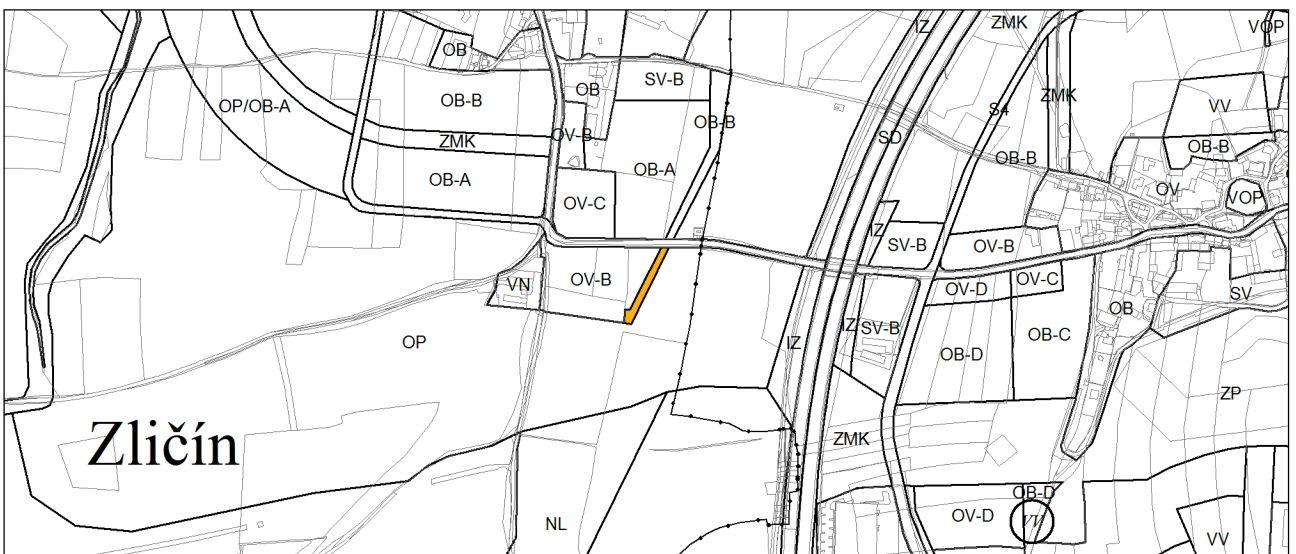 IZ ZMK VOP
OB
SV-B
OP/OB-A OB-B OB ZMK VV
S4
OB-B
OV-B SD
ZMK OB-B OB-B
OB-A OB-A OV
OV-C VOP
IZ
SV-B OV-B
VN OV-B OV-D OV-C SV
OB
IZ SV-B
OP IZ OB-C
OB-D
ZP
Zličín ZMK
OB-D
OV-D VV
NL VV